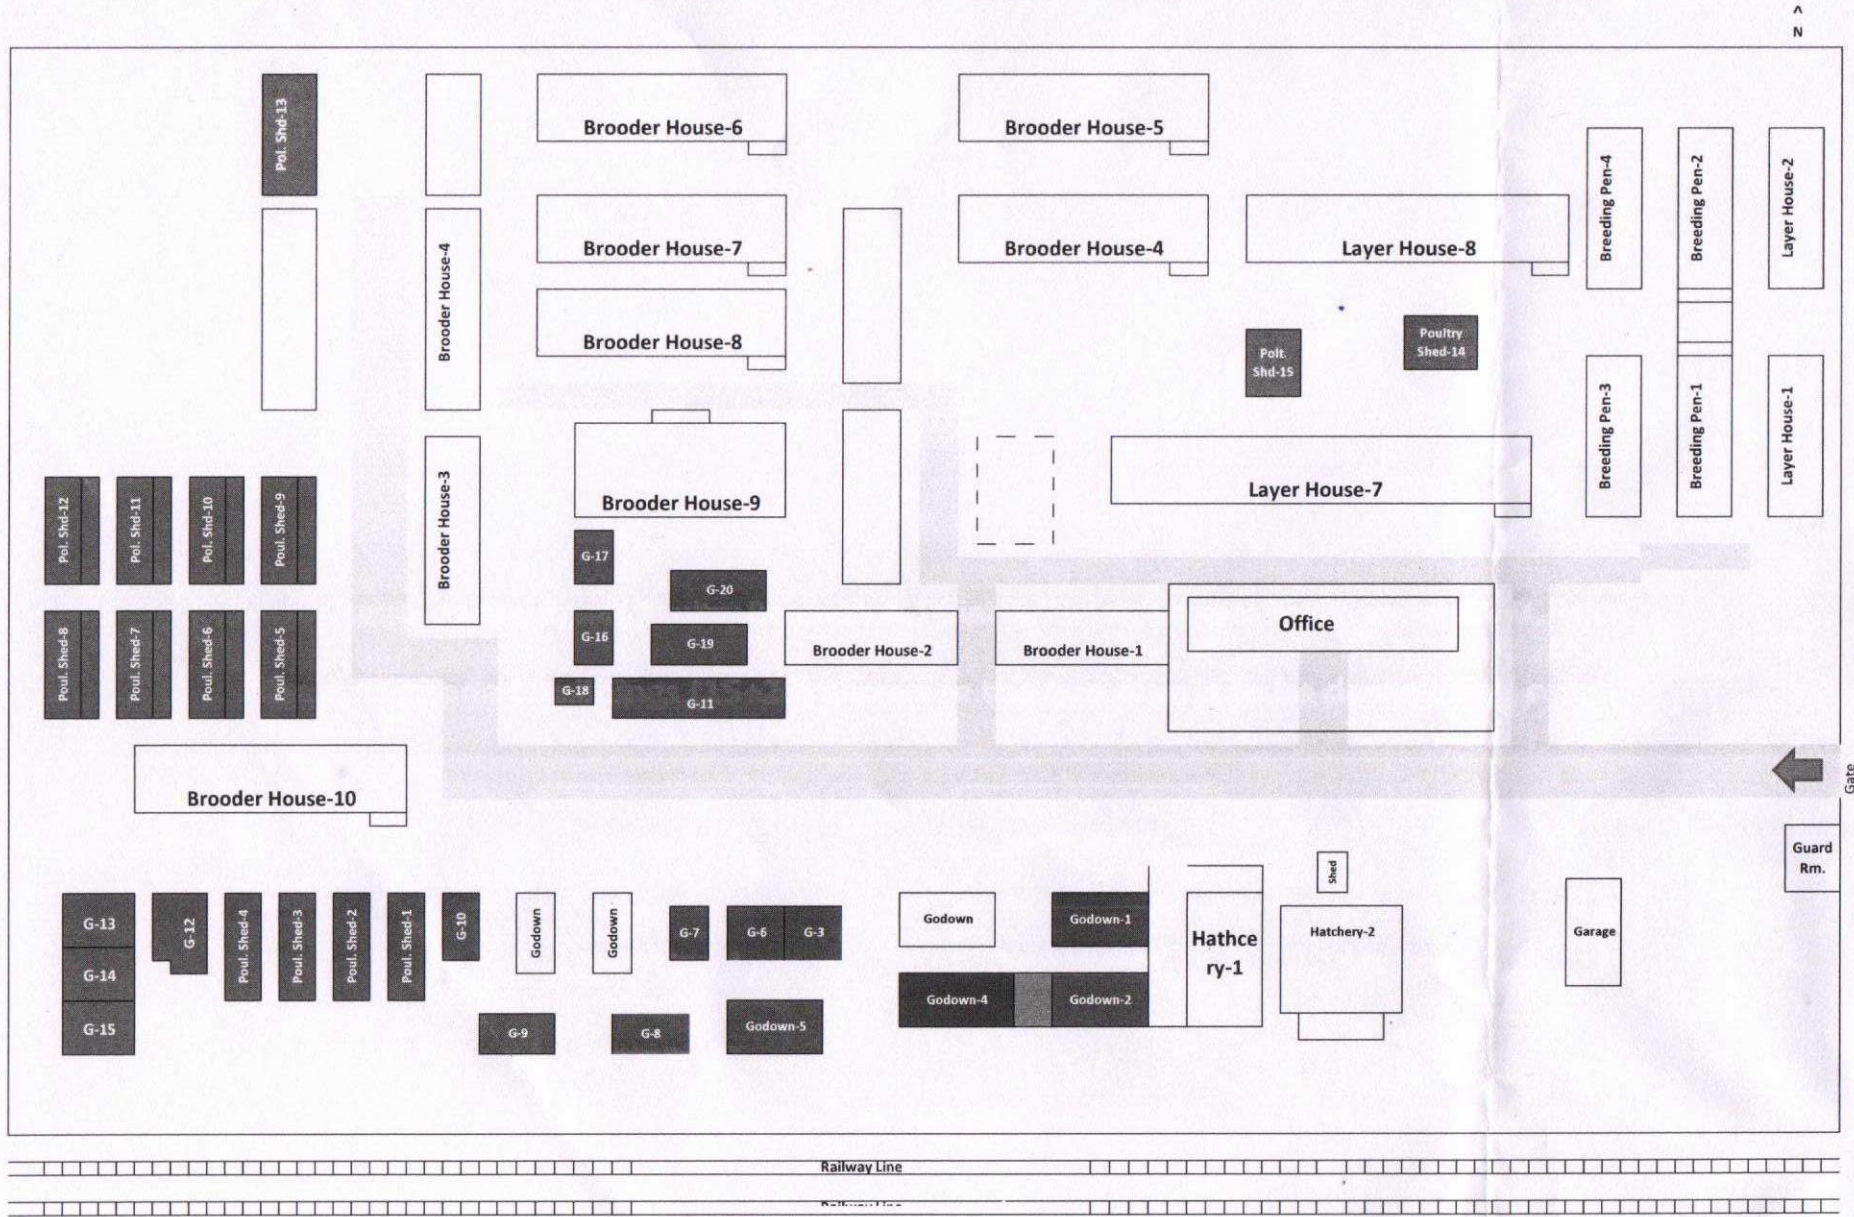 ^
N
Pol. Shd-13
Brooder House-6
Brooder House-5
Breeding Pen-4
Breeding Pen-2
Layer House-2
Brooder House-4
Brooder House-7
Brooder House-4
Layer House-8
Brooder House-8
Polt.
Shd-15
Poultry
Shed-14
Breeding Pen-3
Breeding Pen-1
Layer House-1
Pol. Shd-12
Pol. Shd-11
Pol. Shd-10
Poul. Shed-9
Brooder House-3
Brooder House-9
Layer House-7
G-17
G-20
Poul. Shed-8
Poul. Shed-7
Poul. Shed-6
Poul. Shed-5
G-16
G-19
Brooder House-2
Brooder House-1
Office
G-18
G-11
Brooder House-10
Gate
Guard
Rm.
Shed
G-13
G-12
Poul. Shed-4
Poul. Shed-3
Poul. Shed-2
Poul. Shed-1
G-10
Godown
Godown
G-7
G-6
G-3
Godown
Godown-1
Hathce
ry-1
Hatchery-2
Garage
G-14
G-15
G-9
G-8
Godown-5
Godown-4
Godown-2
Railway Line
Railway Line